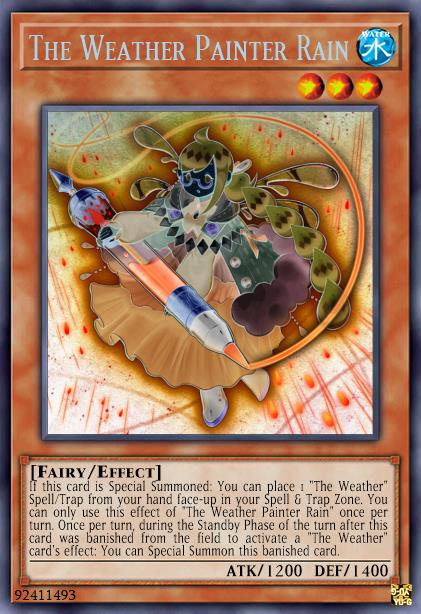 The Weather Painter Rain
WATER
水
[Fairy/Effect]
If this card is Special Summoned: You can place 1 "The Weather"
Spell/Trap from your hand face-up in your Spell & Trap Zone. You
can only use this effect of "The Weather Painter Rain" once per
turn. Once per turn, during the Standby Phase of the turn after this
card was banished from the field to activate a "The Weather"
card's effect: You can Special Summon this banished card.
ATK/1200 DEF/1400
92411493